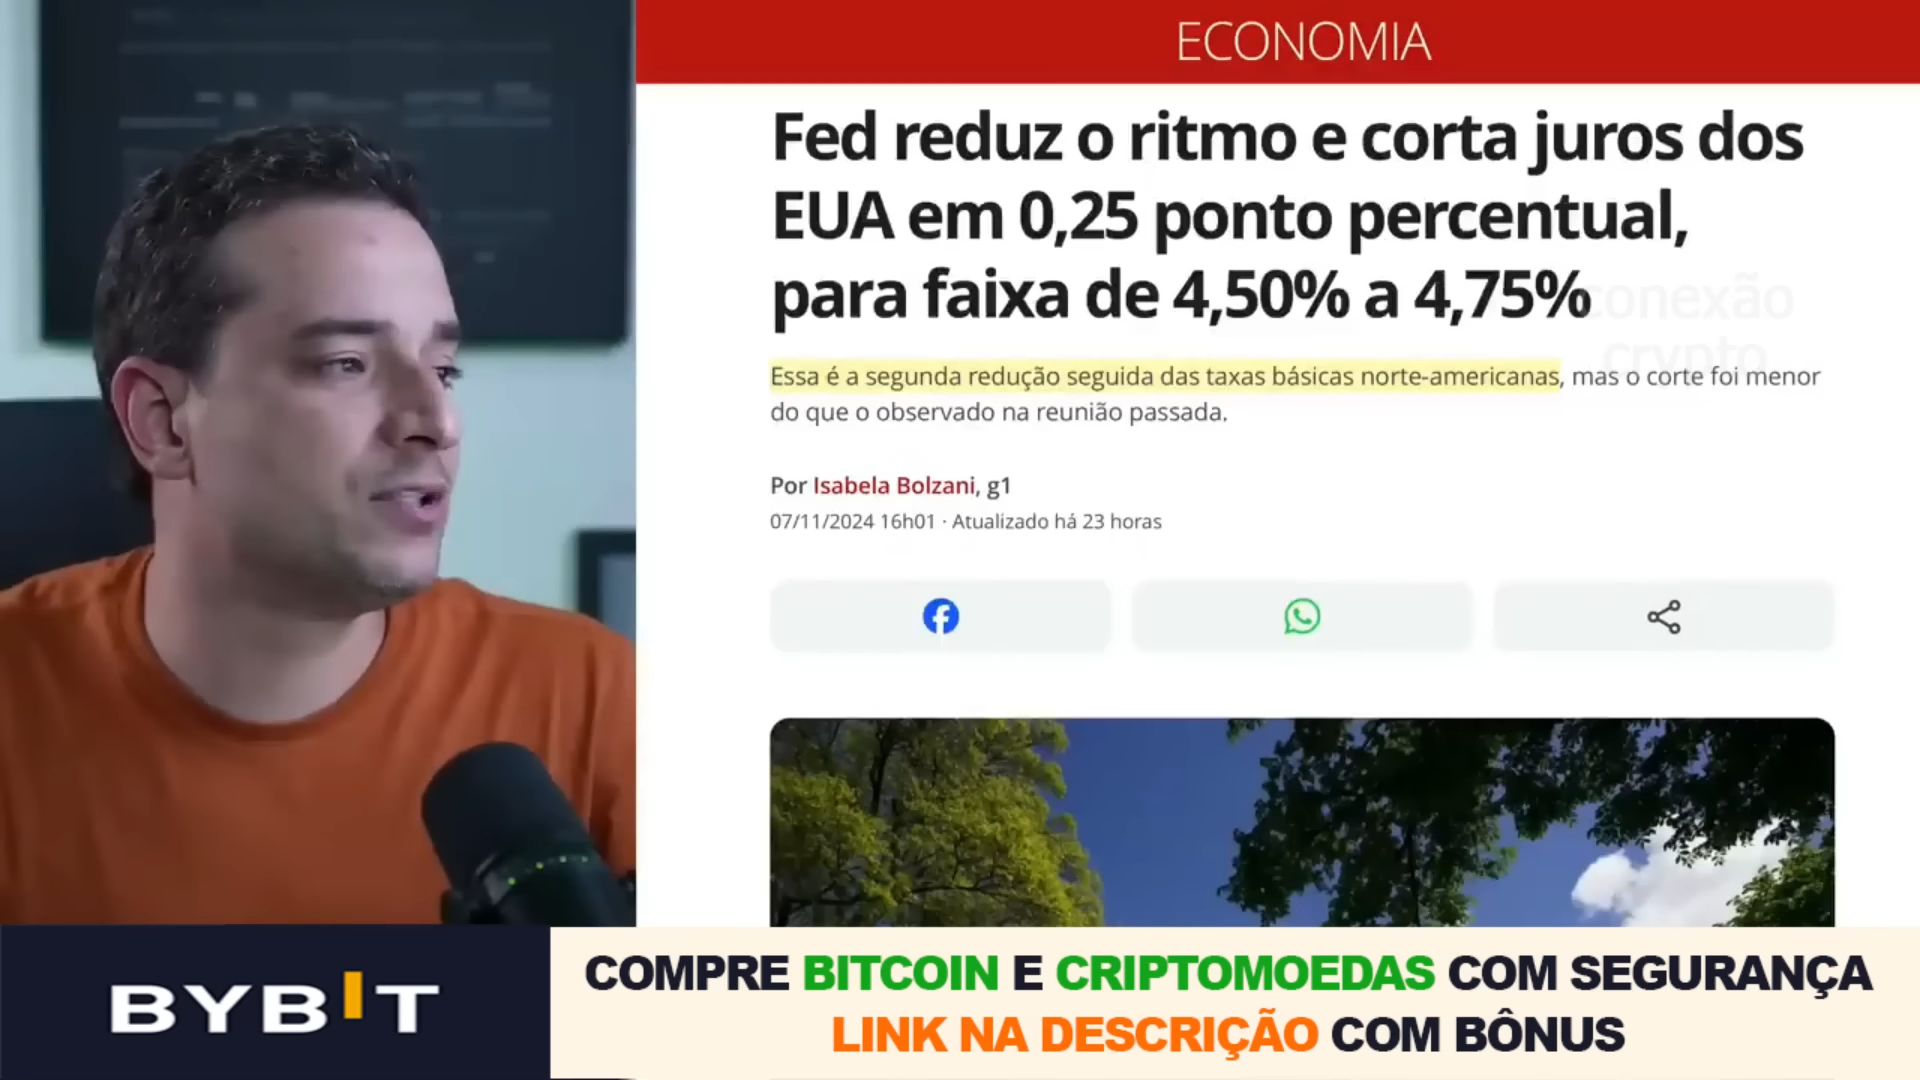 ECONOMIA
Fed reduz o ritmo e corta juros dos
EUA em 0,25 ponto percentual,
para faixa de 4,50% a 4,75%
conexão
crypto
Essa é a segunda redução seguida das taxas básicas norte-americanas, mas o corte foi menor
do que o observado na reunião passada.
Por Isabela Bolzani, g1
07/11/2024 16h01 · Atualizado há 23 horas
BYBIT
COMPRE BITCOIN E CRIPTOMOEDAS COM SEGURANÇA
LINK NA DESCRIÇÃO COM BÔNUS